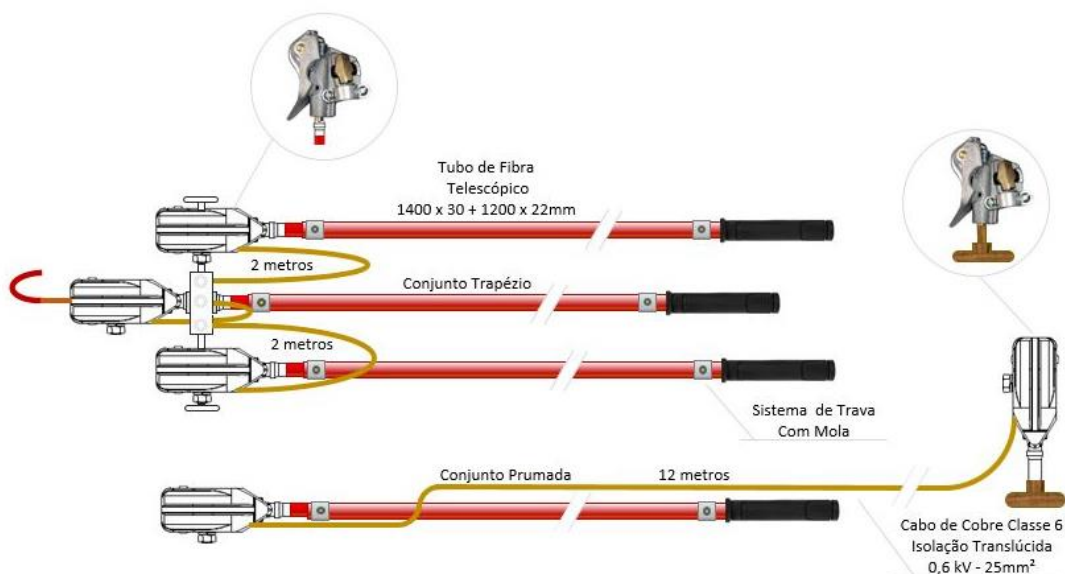 Tubo de Fibra
Telescópico
1400 x 30 + 1200 x 22mm
2 metros
Conjunto Trapézio
2 metros
Sistema de Trava
Com Mola
Conjunto Prumada
12 metros
Cabo de Cobre Classe 6
Isolação Translúcida
0,6 kV - 25mm²